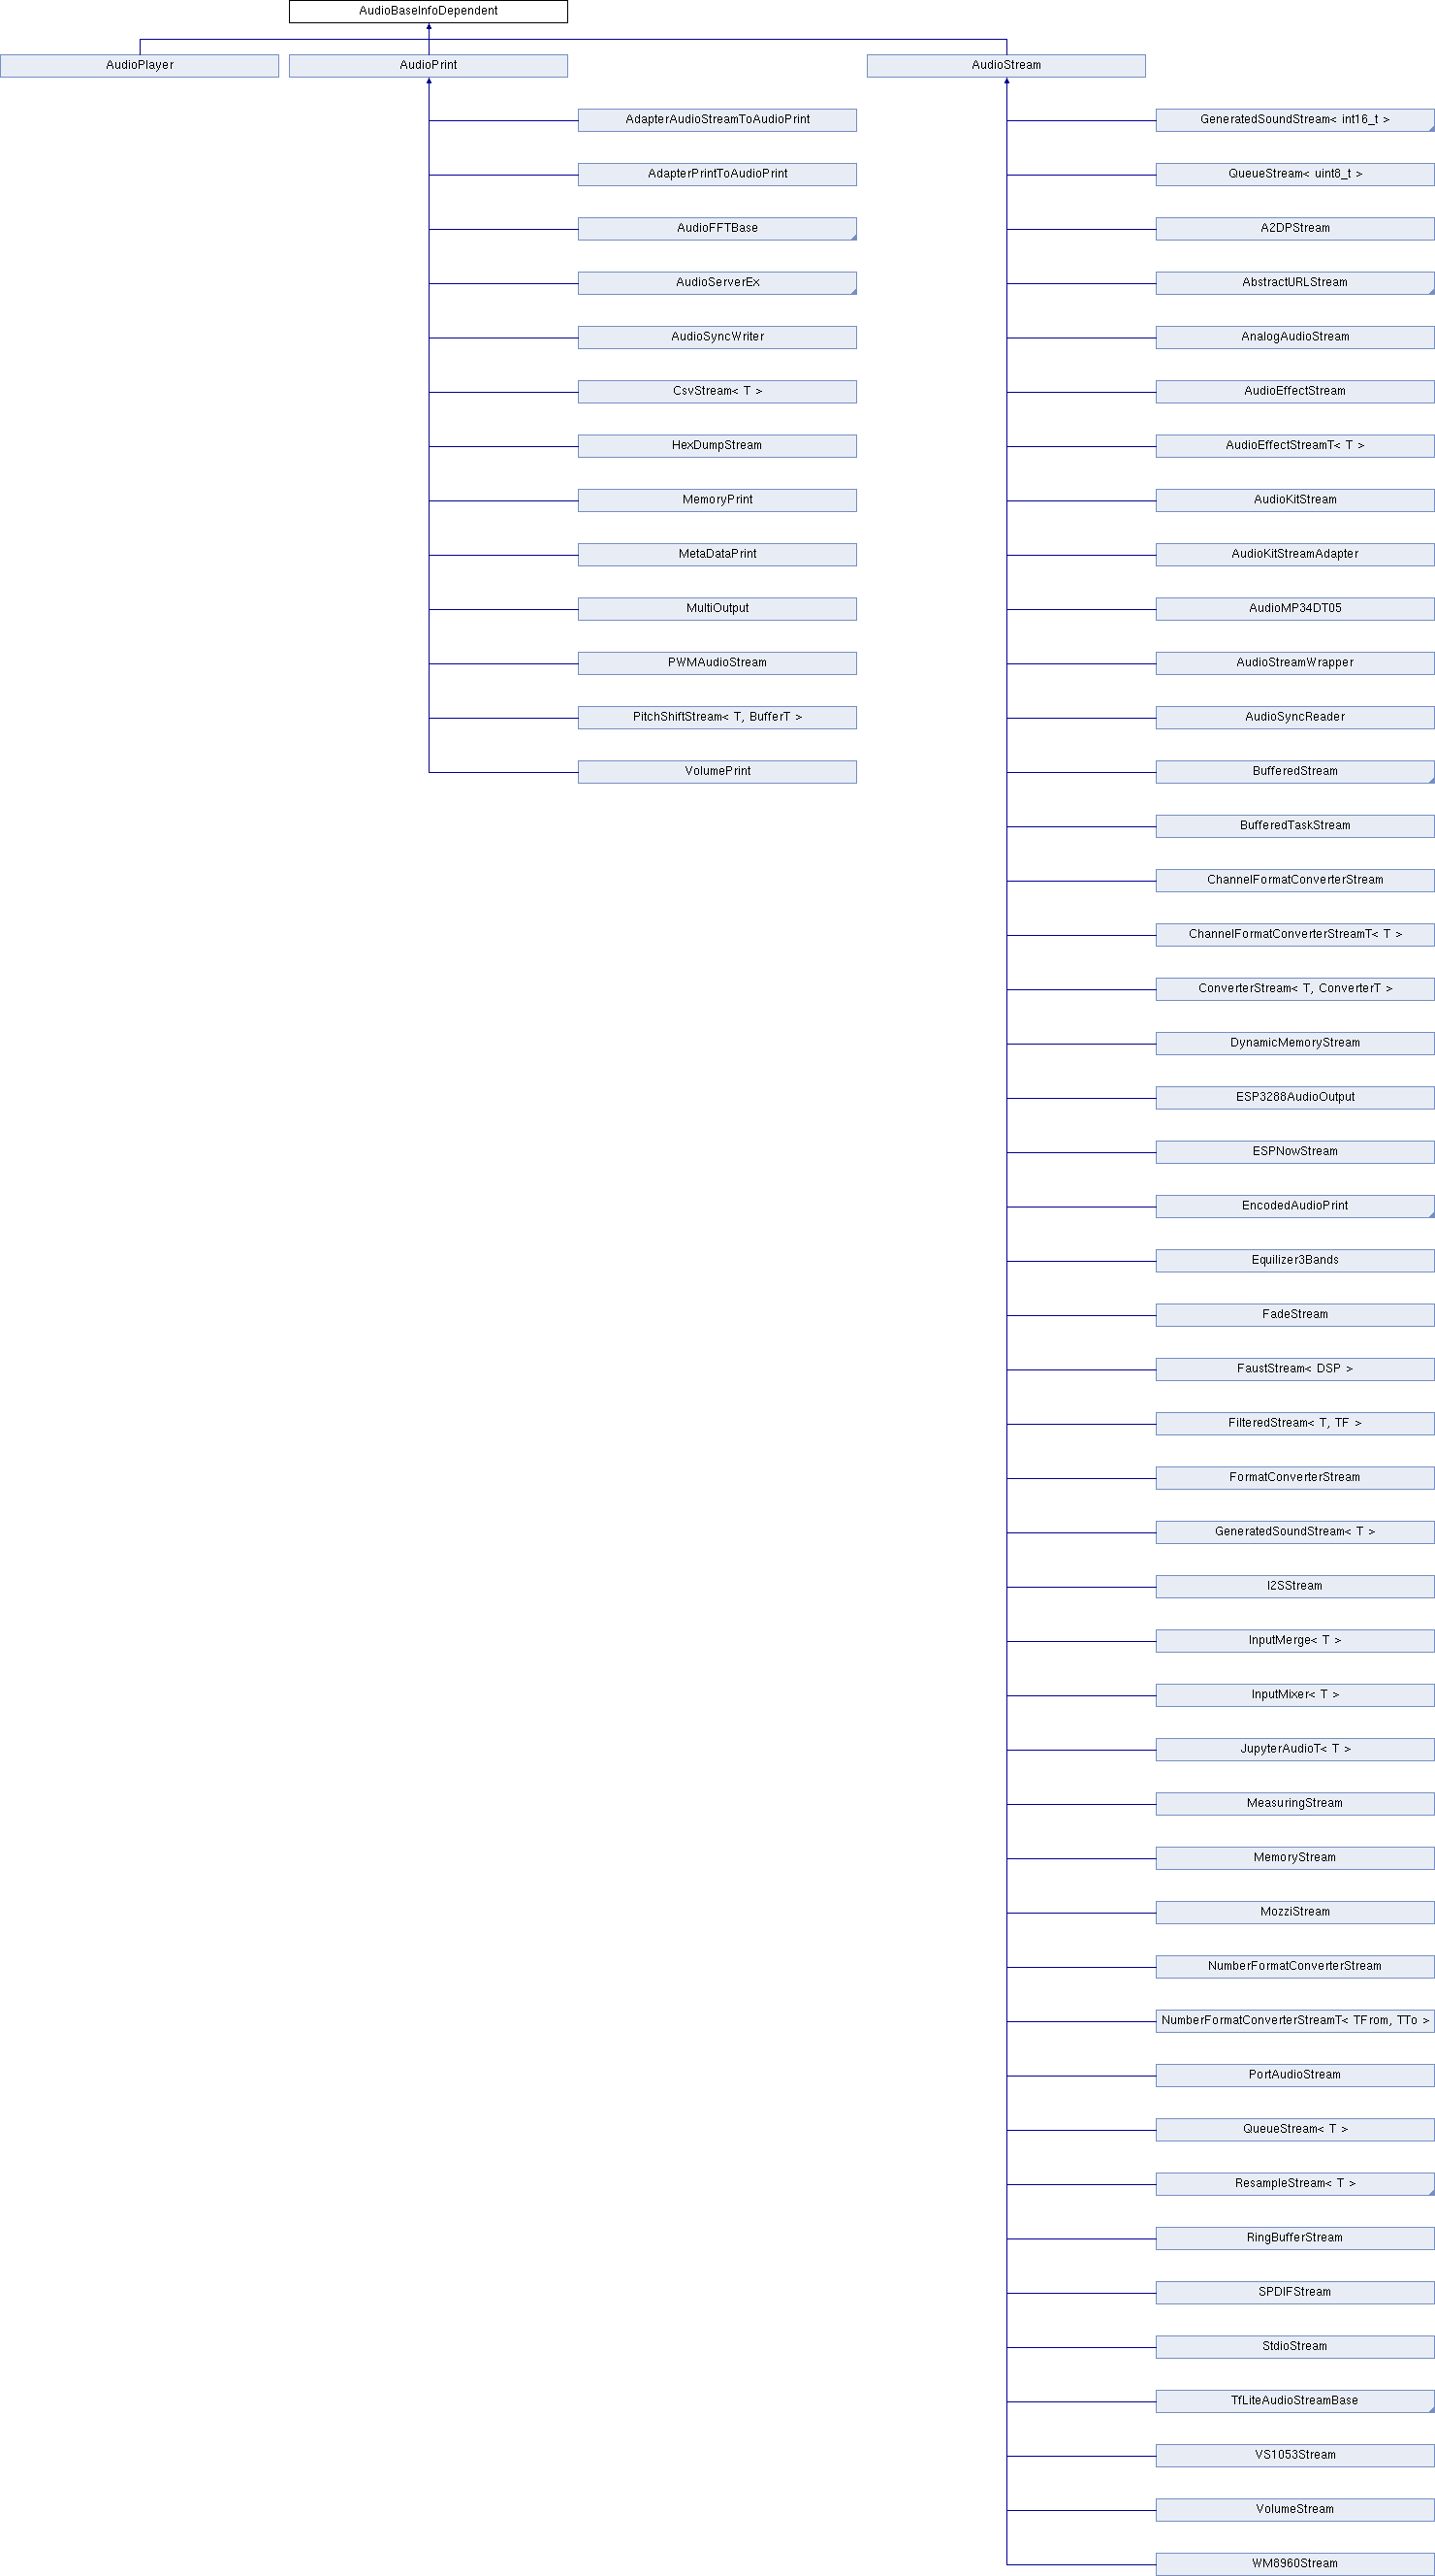 AudioBaseInfoDependent
AudioPlayer
AudioPrint
AudioStream
AdapterAudioStreamToAudioPrint
AdapterPrintToAudioPrint
AudioFFTBase
AudioServerEx
AudioSyncWriter
CsvStream< T >
HexDumpStream
MemoryPrint
MetaDataPrint
MultiOutput
PWMAudioStream
PitchShiftStream< T, BufferT >
VolumePrint
GeneratedSoundStream< int16_t >
QueueStream< uint8_t >
A2DPStream
AbstractURLStream
AnalogAudioStream
AudioEffectStream
AudioEffectStreamT< T >
AudioKitStream
AudioKitStreamAdapter
AudioMP34DT05
AudioStreamWrapper
AudioSyncReader
BufferedStream
BufferedTaskStream
ChannelFormatConverterStream
ChannelFormatConverterStreamT< T >
ConverterStream< T, ConverterT >
DynamicMemoryStream
ESP3288AudioOutput
ESPNowStream
EncodedAudioPrint
Equilizer3Bands
FadeStream
FaustStream< DSP >
FilteredStream< T, TF >
FormatConverterStream
GeneratedSoundStream< T >
I2SStream
InputMerge< T >
InputMixer< T >
JupyterAudioT< T >
MeasuringStream
MemoryStream
MozziStream
NumberFormatConverterStream
NumberFormatConverterStreamT< TFrom, TTo >
PortAudioStream
QueueStream< T >
ResampleStream< T >
RingBufferStream
SPDIFStream
StdioStream
TfLiteAudioStreamBase
VS1053Stream
VolumeStream
WM8960Stream